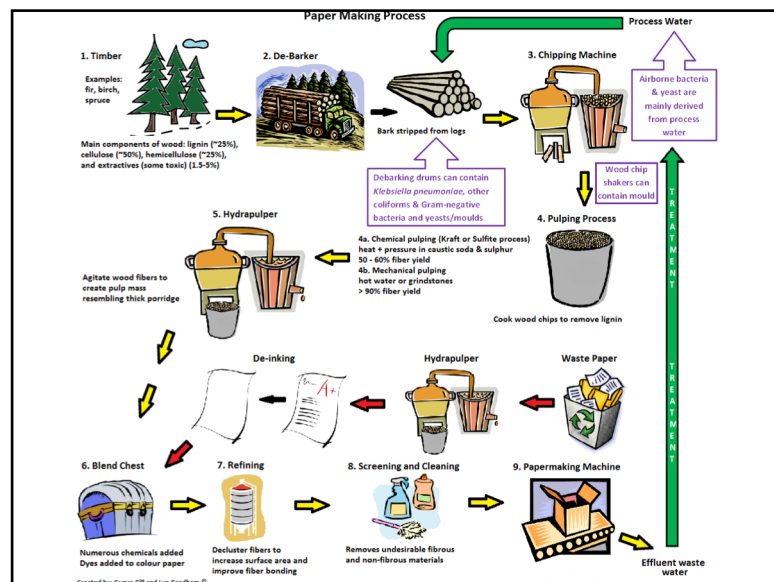 Paper Making Process
Process Water
1. Timber
Examples:
fir, birch,
spruce
2. De-Barker
Bark stripped from logs
3. Chipping Machine
Airborne bacteria
& yeast are
mainly derived
from process
water
Main components of wood: lignin (~25%),
cellulose (~50%), hemicellulose (~25%),
and extractives (some toxic) (1.5-5%)
Debarking drums can contain
Klebsiella pneumoniae, other
coliforms & Gram-negative
bacteria and yeasts/moulds
Wood chip
shakers can
contain mould
TREATMENT
5. Hydrapulper
Agitate wood fibers to
create pulp mass
resembling thick porridge
4a. Chemical pulping (Kraft or Sulfite process)
heat + pressure in caustic soda & sulphur
50 - 60% fiber yield
4b. Mechanical pulping
hot water or grindstones
> 90% fiber yield
4. Pulping Process
Cook wood chips to remove lignin
De-inking
A+
Hydrapulper
Waste Paper
TREATMENT
6. Blend Chest
Numerous chemicals added
Dyes added to colour paper
7. Refining
Decluster fibers to
increase surface area and
improve fiber bonding
8. Screening and Cleaning
Removes undesirable fibrous
and non-fibrous materials
9. Papermaking Machine
Effluent waste
water